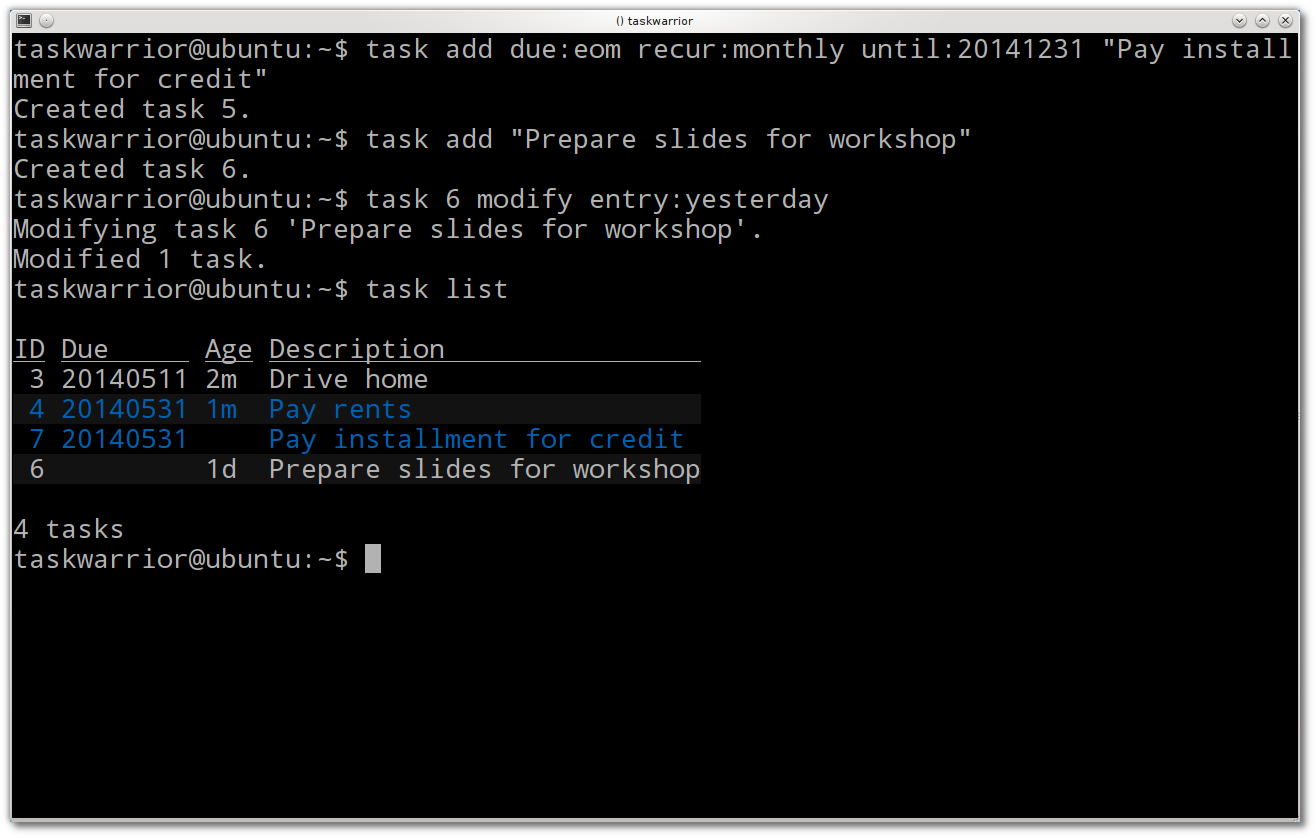 () taskwarrior
taskwarrior@ubuntu:~$ task add due:eom recur:monthly until:20141231 "Pay install
ment for credit"
Created task 5.
taskwarrior@ubuntu:~$ task add "Prepare slides for workshop"
Created task 6.
taskwarrior@ubuntu:~$ task 6 modify entry:yesterday
Modifying task 6 'Prepare slides for workshop'.
Modified 1 task.
taskwarrior@ubuntu:~$ task list
ID Due      Age Description
3 20140511 2m  Drive home
4 20140531 1m  Pay rents
7 20140531     Pay installment for credit
6          1d  Prepare slides for workshop
4 tasks
taskwarrior@ubuntu:~$